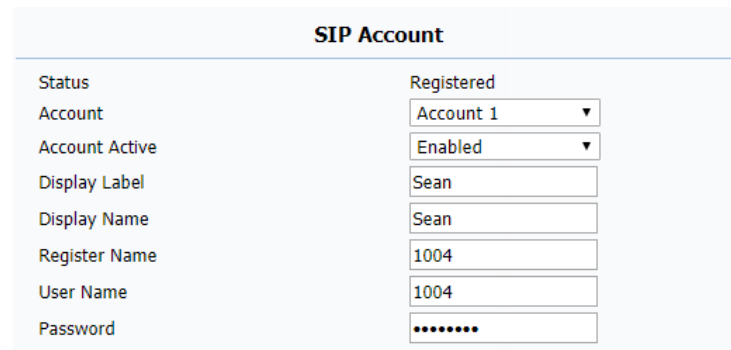 SIP Account
Status Registered
Account Account 1
Account Active Enabled
Display Label Sean
Display Name Sean
Register Name 1004
User Name 1004
Password ••••••••